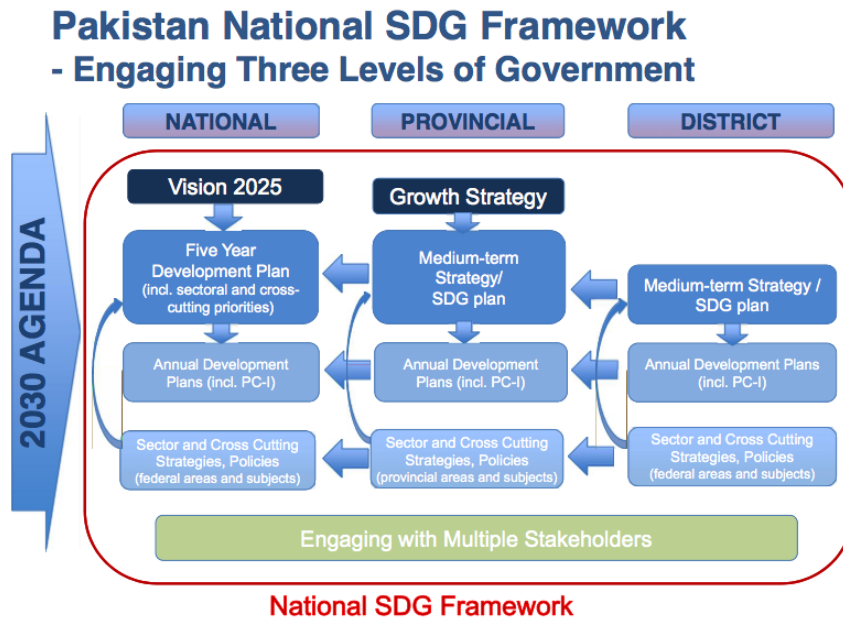 Pakistan National SDG Framework
- Engaging Three Levels of Government
NATIONAL
PROVINCIAL
DISTRICT
2030 AGENDA
Vision 2025
Growth Strategy
Five Year
Development Plan
(incl. sectoral and cross-
cutting priorities)
Medium-term
Strategy/
SDG plan
Medium-term Strategy /
SDG plan
Annual Development
Plans (incl. PC-I)
Annual Development
Plans (incl. PC-I)
Annual Development Plans
(incl. PC-I)
Sector and Cross Cutting
Strategies, Policies
(federal areas and subjects)
Sector and Cross Cutting
Strategies, Policies
(provincial areas and subjects)
Sector and Cross Cutting
Strategies, Policies
(federal areas and subjects)
Engaging with Multiple Stakeholders
National SDG Framework